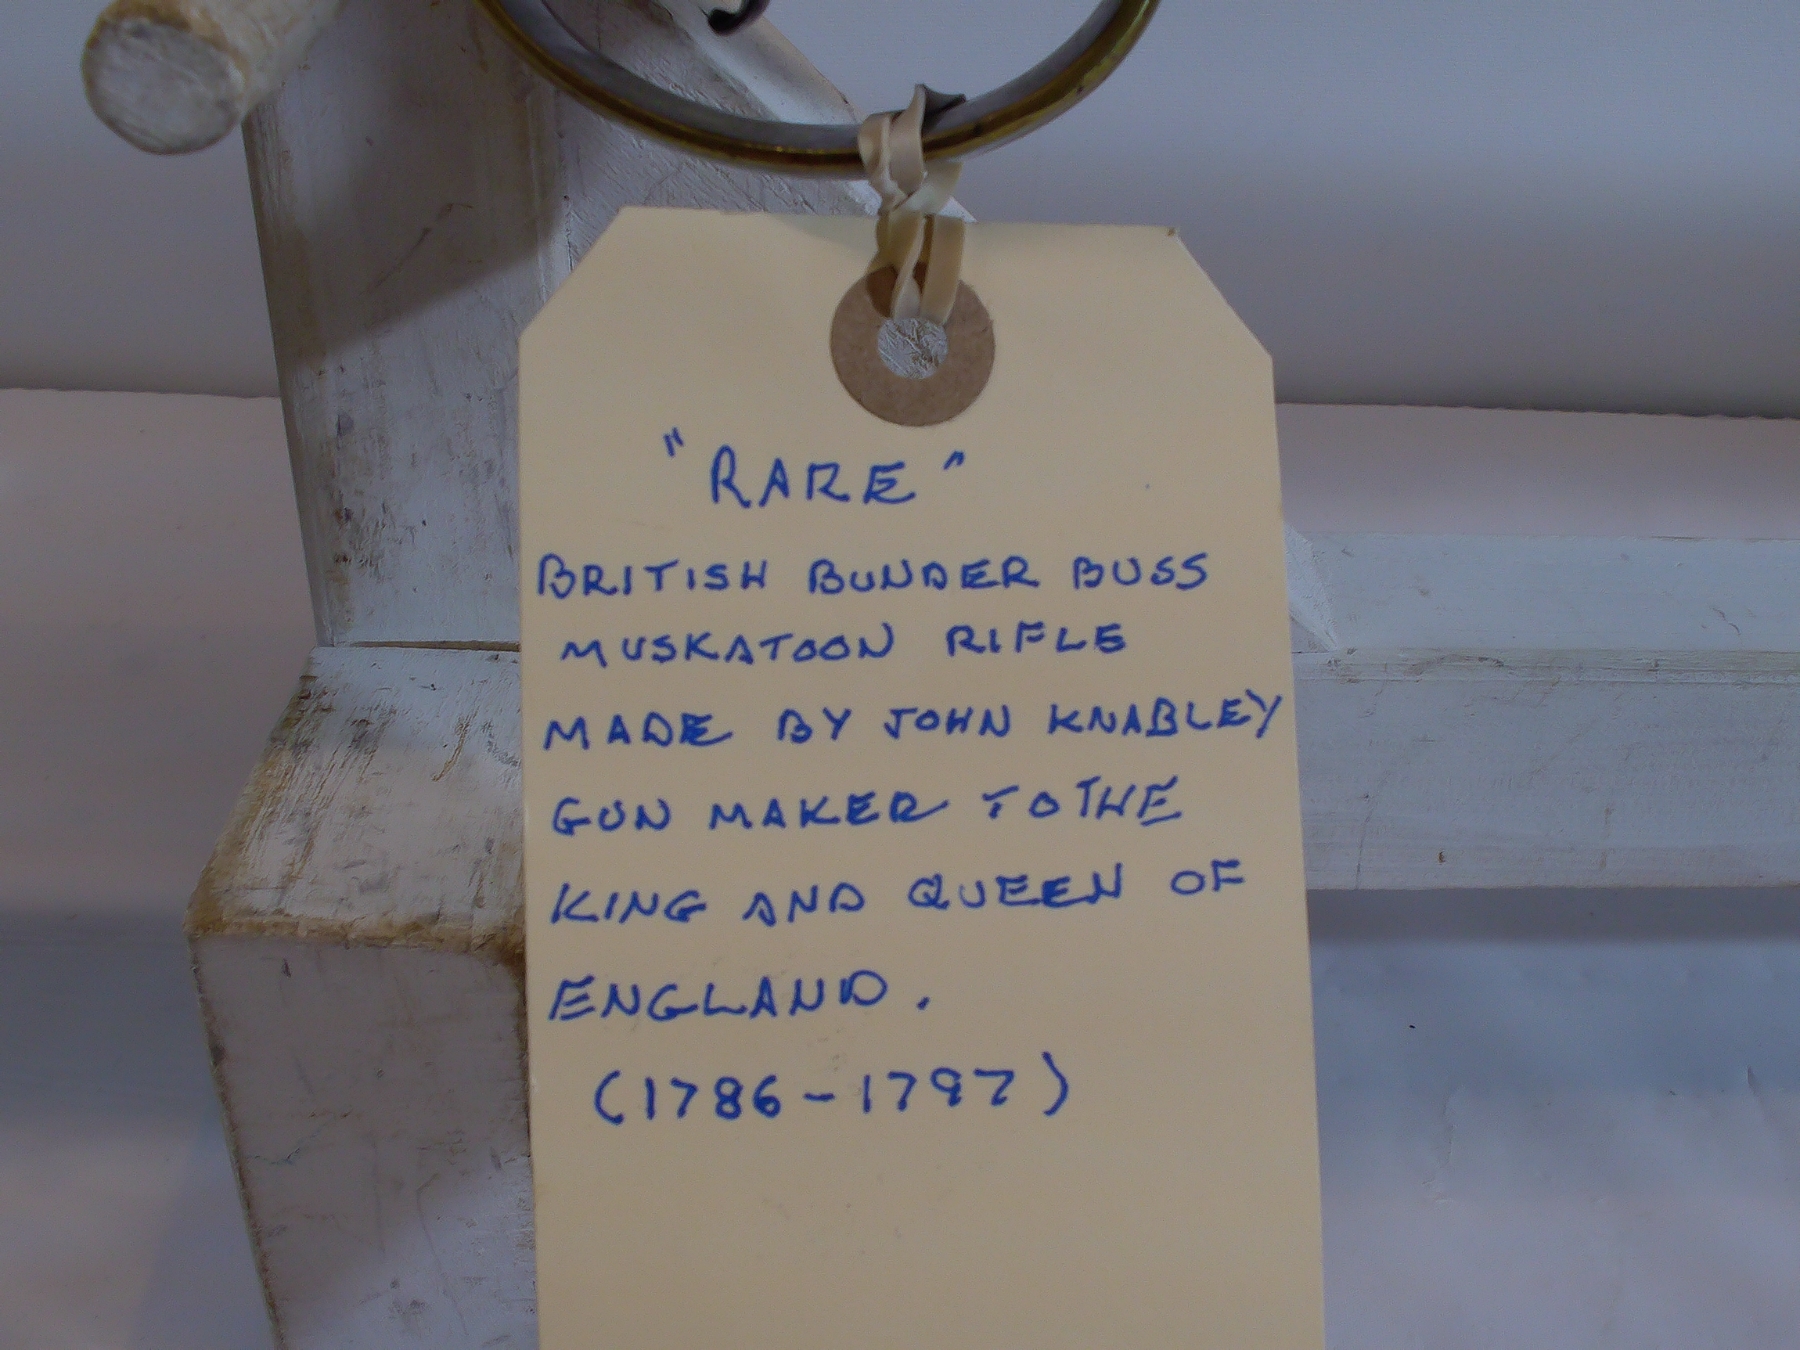 "RARE"
BRITISH BUNDER BUSS
MUSKATOON RIFLE
MADE BY JOHN KNABLEY
GUN MAKER TO THE
KING AND QUEEN OF
ENGLAND.
(1786-1797)